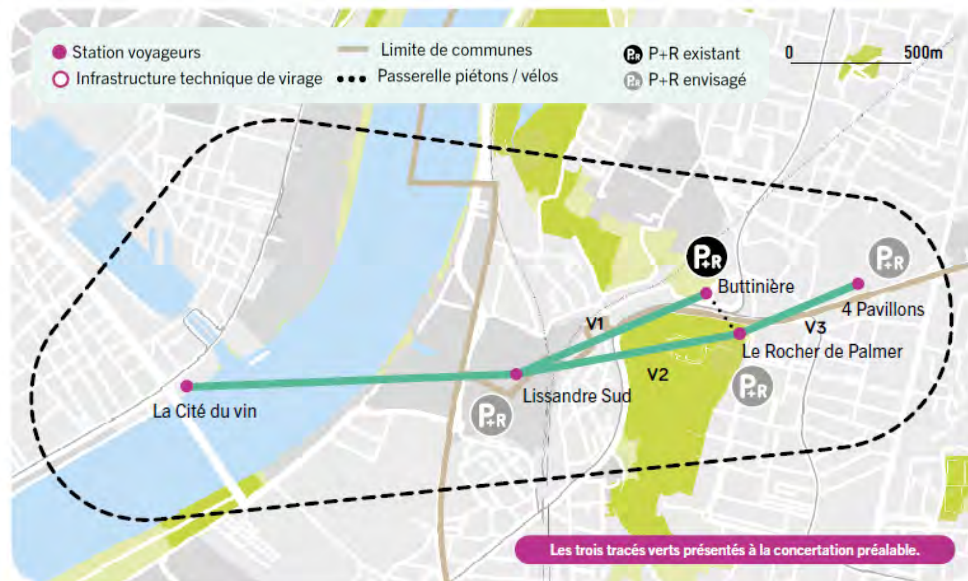 Station voyageurs
Infrastructure technique de virage
Limite de communes
Passerelle piétons / vélos
P+R P+R existant
P+R P+R envisagé
0 500m
P+R
P+R
Buttinière
4 Pavillons
V1
V3
Le Rocher de Palmer
V2
P+R
Lissandre Sud
P+R
La Cité du vin
Les trois tracés verts présentés à la concertation préalable.